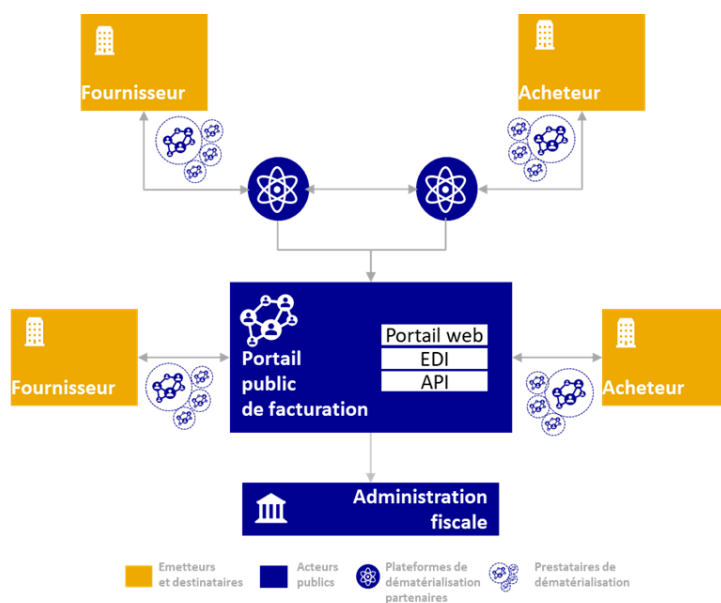 Fournisseur
Acheteur
Portail web
EDI
API
Portail
public
de facturation
Fournisseur
Acheteur
Administration
fiscale
Emetteurs
et destinataires
Acteurs
publics
Plateformes de
dématérialisation
partenaires
Prestataires de
dématérialisation